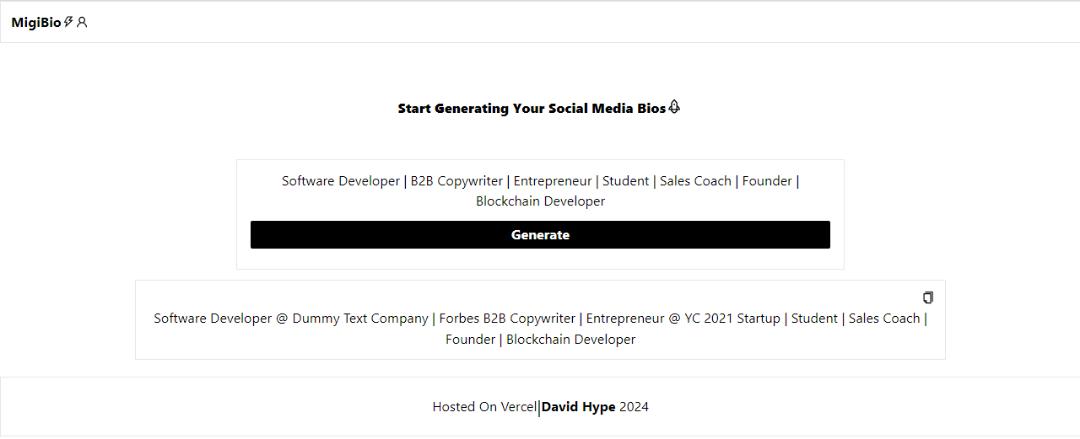 MigiBio
Start Generating Your Social Media Bios
Software Developer | B2B Copywriter | Entrepreneur | Student | Sales Coach | Founder |
Blockchain Developer
Generate
Software Developer @ Dummy Text Company | Forbes B2B Copywriter | Entrepreneur @ YC 2021 Startup | Student | Sales Coach |
Founder | Blockchain Developer
Hosted On Vercel|David Hype 2024